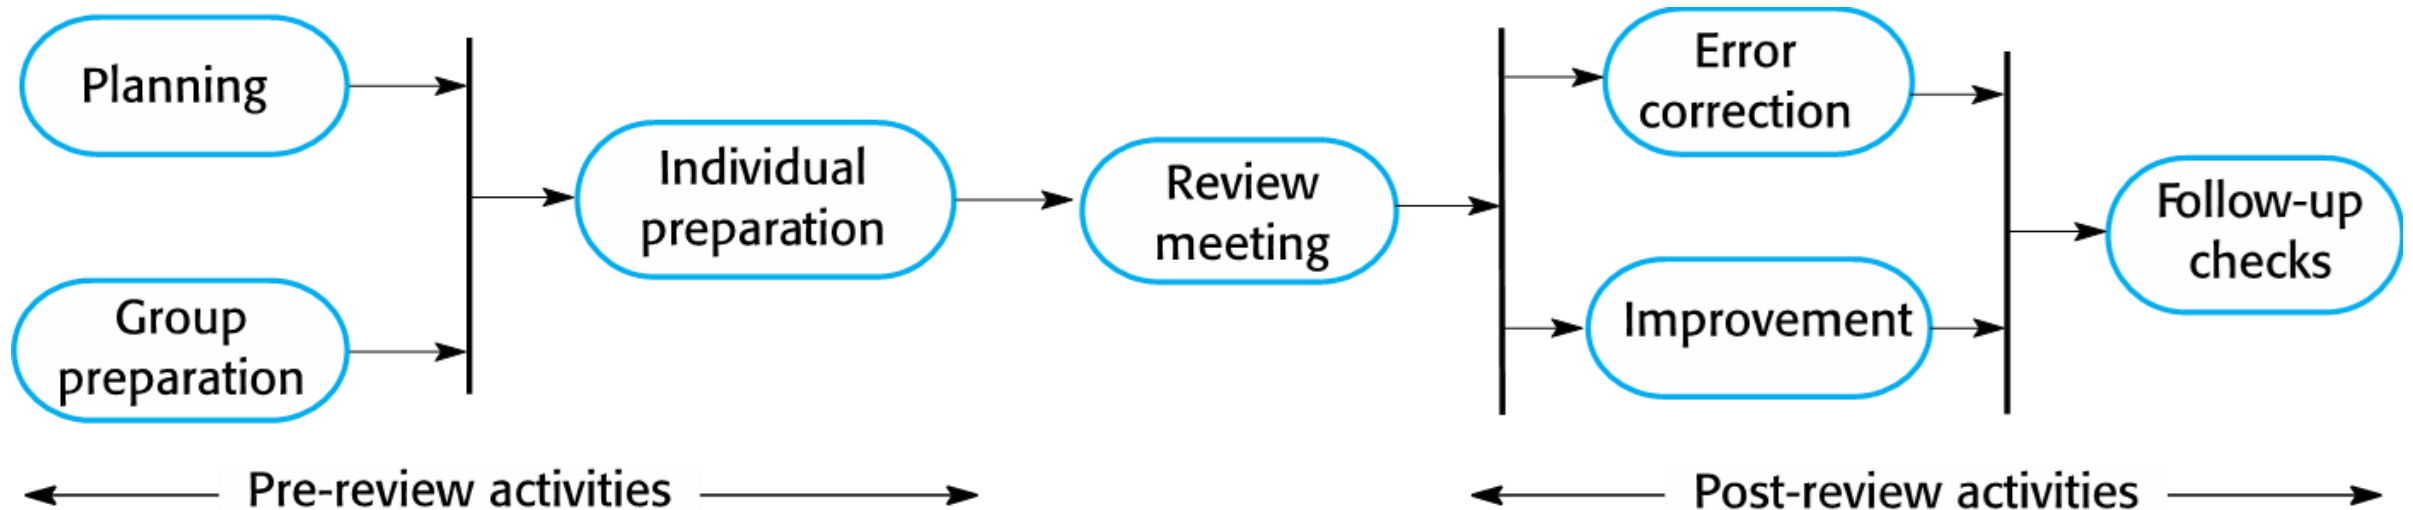 Planning
Group
preparation
Individual
preparation
Review
meeting
Error
correction
Improvement
Follow-up
checks
Pre-review activities
Post-review activities